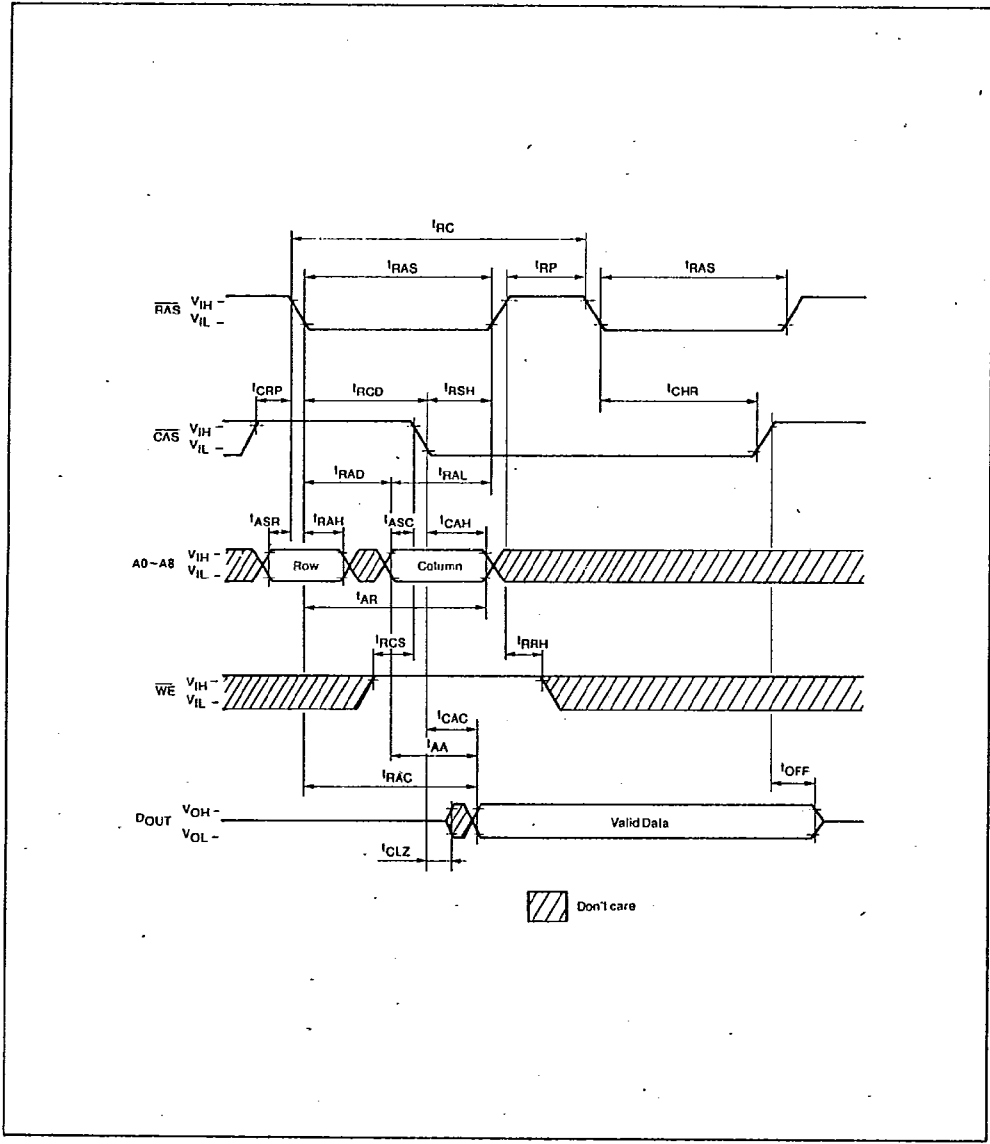 tRC
tRAS tRP tRAS
RAS VIH
VIL
tCRP tRCD tRSH tCHR
CAS VIH
VIL
tRAD tRAL
tASR tRAH tASC tCAH
A0~A8 VIH
VIL
Row Column
tAR
tRCS tRRH
WE VIH
VIL
tCAC
tAA
tRAC tOFF
DOUT VOH
VOL
Valid Data
tCLZ
Don't care